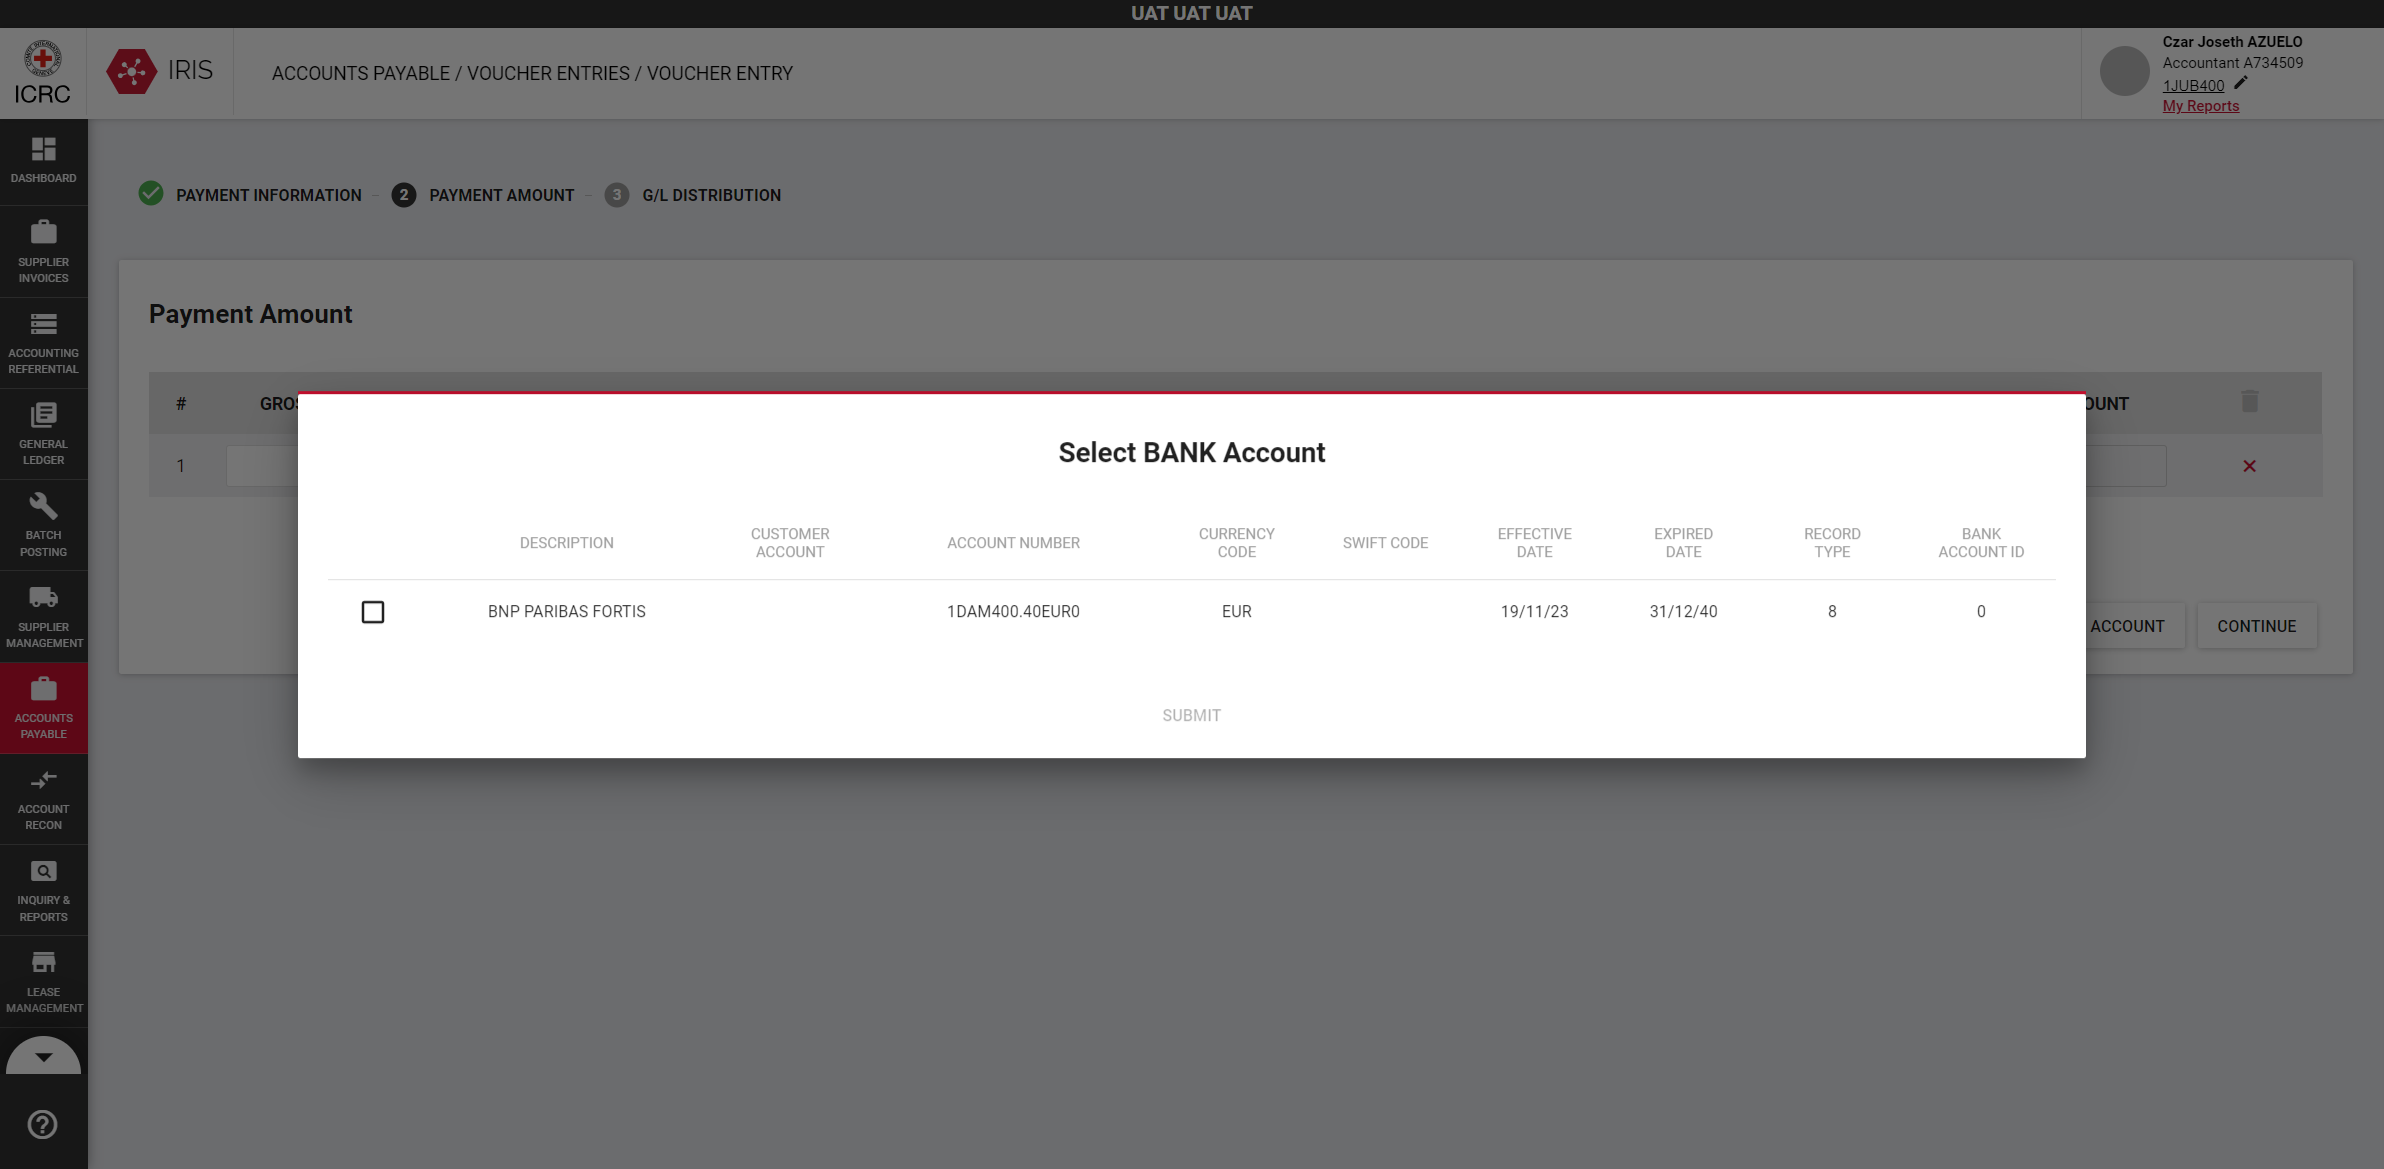 UAT UAT UAT
ICRC
IRIS
ACCOUNTS PAYABLE / VOUCHER ENTRIES / VOUCHER ENTRY
Czar Joseth AZUELO
Accountant A734509
1JUB400
My Reports
DASHBOARD
SUPPLIER
INVOICES
ACCOUNTING
REFERENTIAL
GENERAL
LEDGER
BATCH
POSTING
SUPPLIER
MANAGEMENT
ACCOUNTS
PAYABLE
ACCOUNT
RECON
INQUIRY &
REPORTS
LEASE
MANAGEMENT
PAYMENT INFORMATION - 2 PAYMENT AMOUNT - 3 G/L DISTRIBUTION
Payment Amount
# GROS OUNT
1
Select BANK Account
DESCRIPTION CUSTOMER ACCOUNT ACCOUNT NUMBER CURRENCY CODE SWIFT CODE EFFECTIVE DATE EXPIRED DATE RECORD TYPE BANK ACCOUNT ID
BNP PARIBAS FORTIS 1DAM400.40EUR0 EUR 19/11/23 31/12/40 8 0
SUBMIT
ACCOUNT CONTINUE